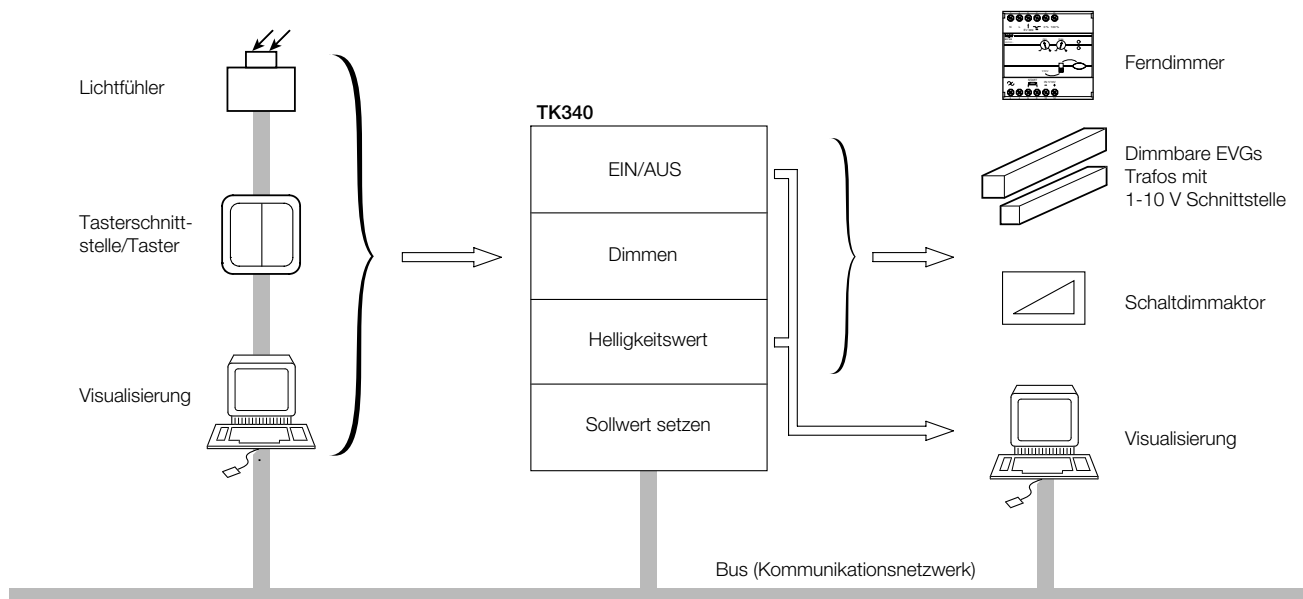 Lichtfühler
Tasterschnitt-
stelle/Taster
Visualisierung
TK340
EIN/AUS
Dimmen
Helligkeitswert
Sollwert setzen
Ferndimmer
Dimmbare EVGs
Trafos mit
1-10 V Schnittstelle
Schaltdimmaktor
Visualisierung
Bus (Kommunikationsnetzwerk)